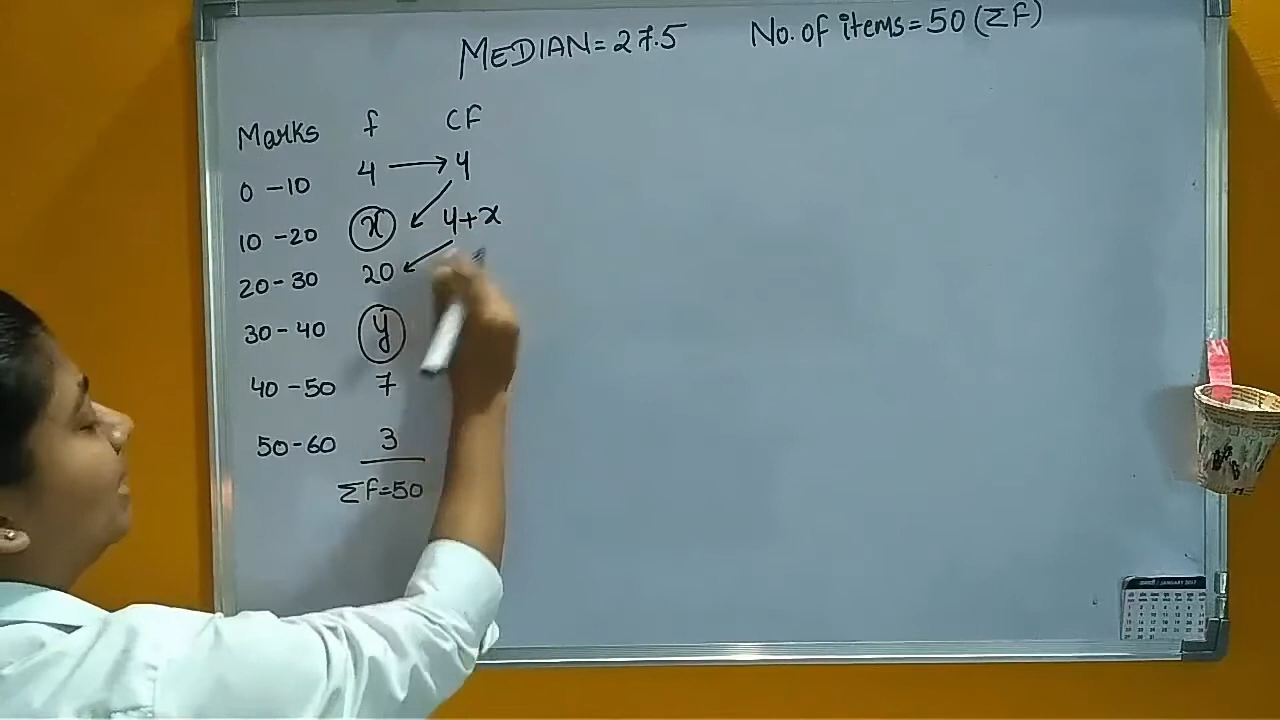 MEDIAN = 27.5 No. of items = 50 (Σf)
Marks f CF
0 - 10 4 → 4
10 - 20 x 4+x
20 - 30 20
30 - 40 y
40 - 50 7
50 - 60 3
Σf = 50